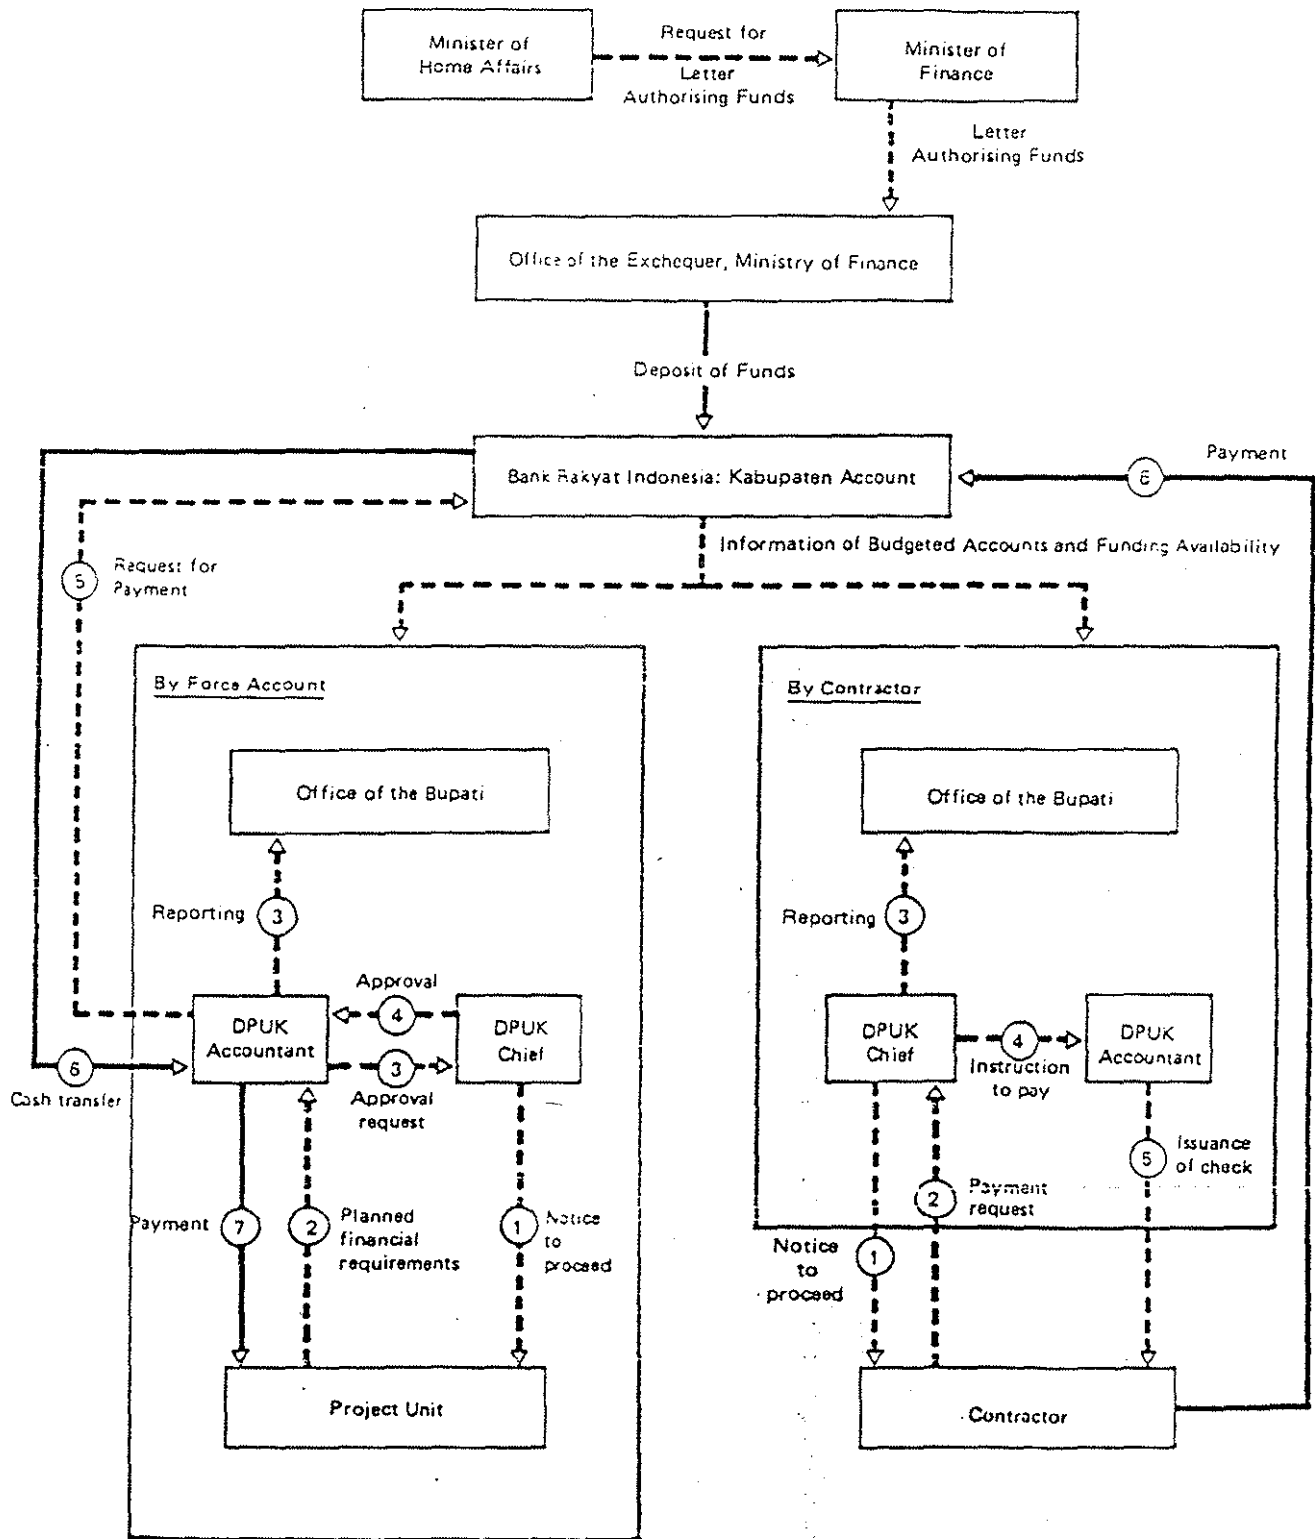 Minister of
Home Affairs
Request for
Letter
Authorising Funds
Minister of
Finance
Letter
Authorising Funds
Office of the Exchequer, Ministry of Finance
Deposit of Funds
Bank Rakyat Indonesia: Kabupaten Account
Payment
6
Information of Budgeted Accounts and Funding Availability
5
Request for
Payment
By Force Account
Office of the Bupati
Reporting
3
Approval
4
DPUK
Accountant
DPUK
Chief
3
Approval
request
6
Cash transfer
Payment
7
2
Planned
financial
requirements
1
Notice
to
proceed
Project Unit
By Contractor
Office of the Bupati
Reporting
3
DPUK
Chief
4
Instruction
to pay
DPUK
Accountant
5
Issuance
of check
2
Payment
request
Notice
to
proceed
1
Contractor